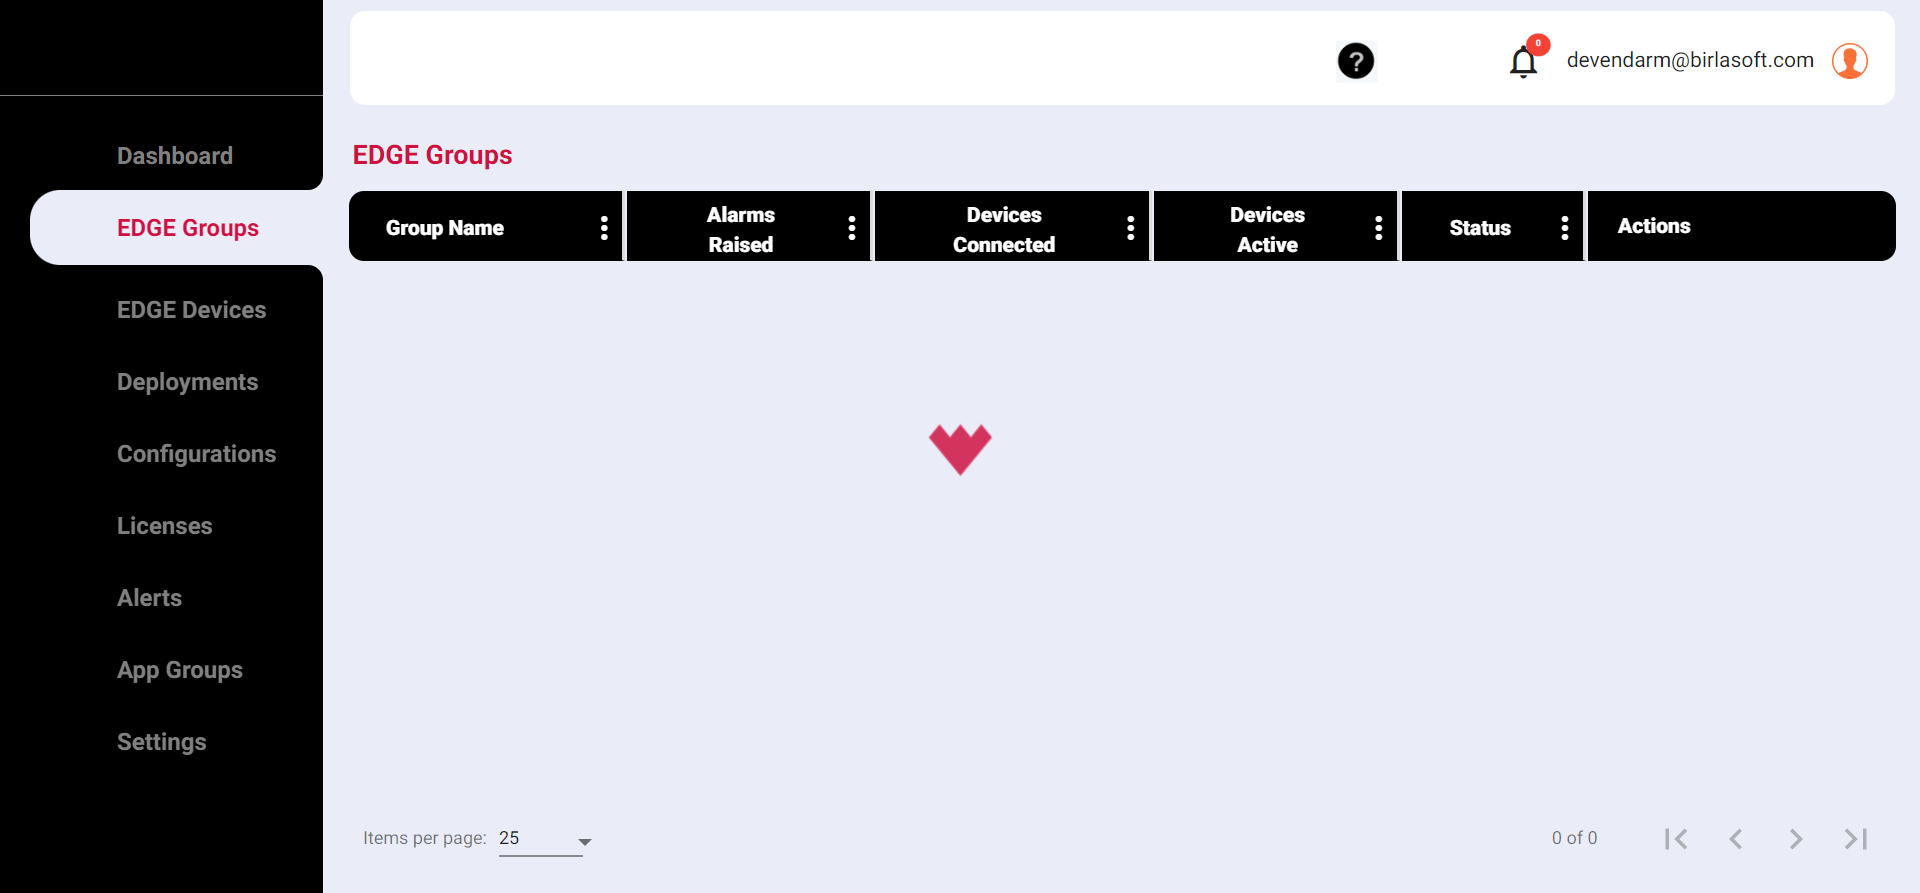 ?
0
devendarm@birlasoft.com
Dashboard
EDGE Groups
EDGE Devices
Deployments
Configurations
Licenses
Alerts
App Groups
Settings
EDGE Groups
Group Name
Alarms
Raised
Devices
Connected
Devices
Active
Status
Actions
Items per page: 25
0 of 0